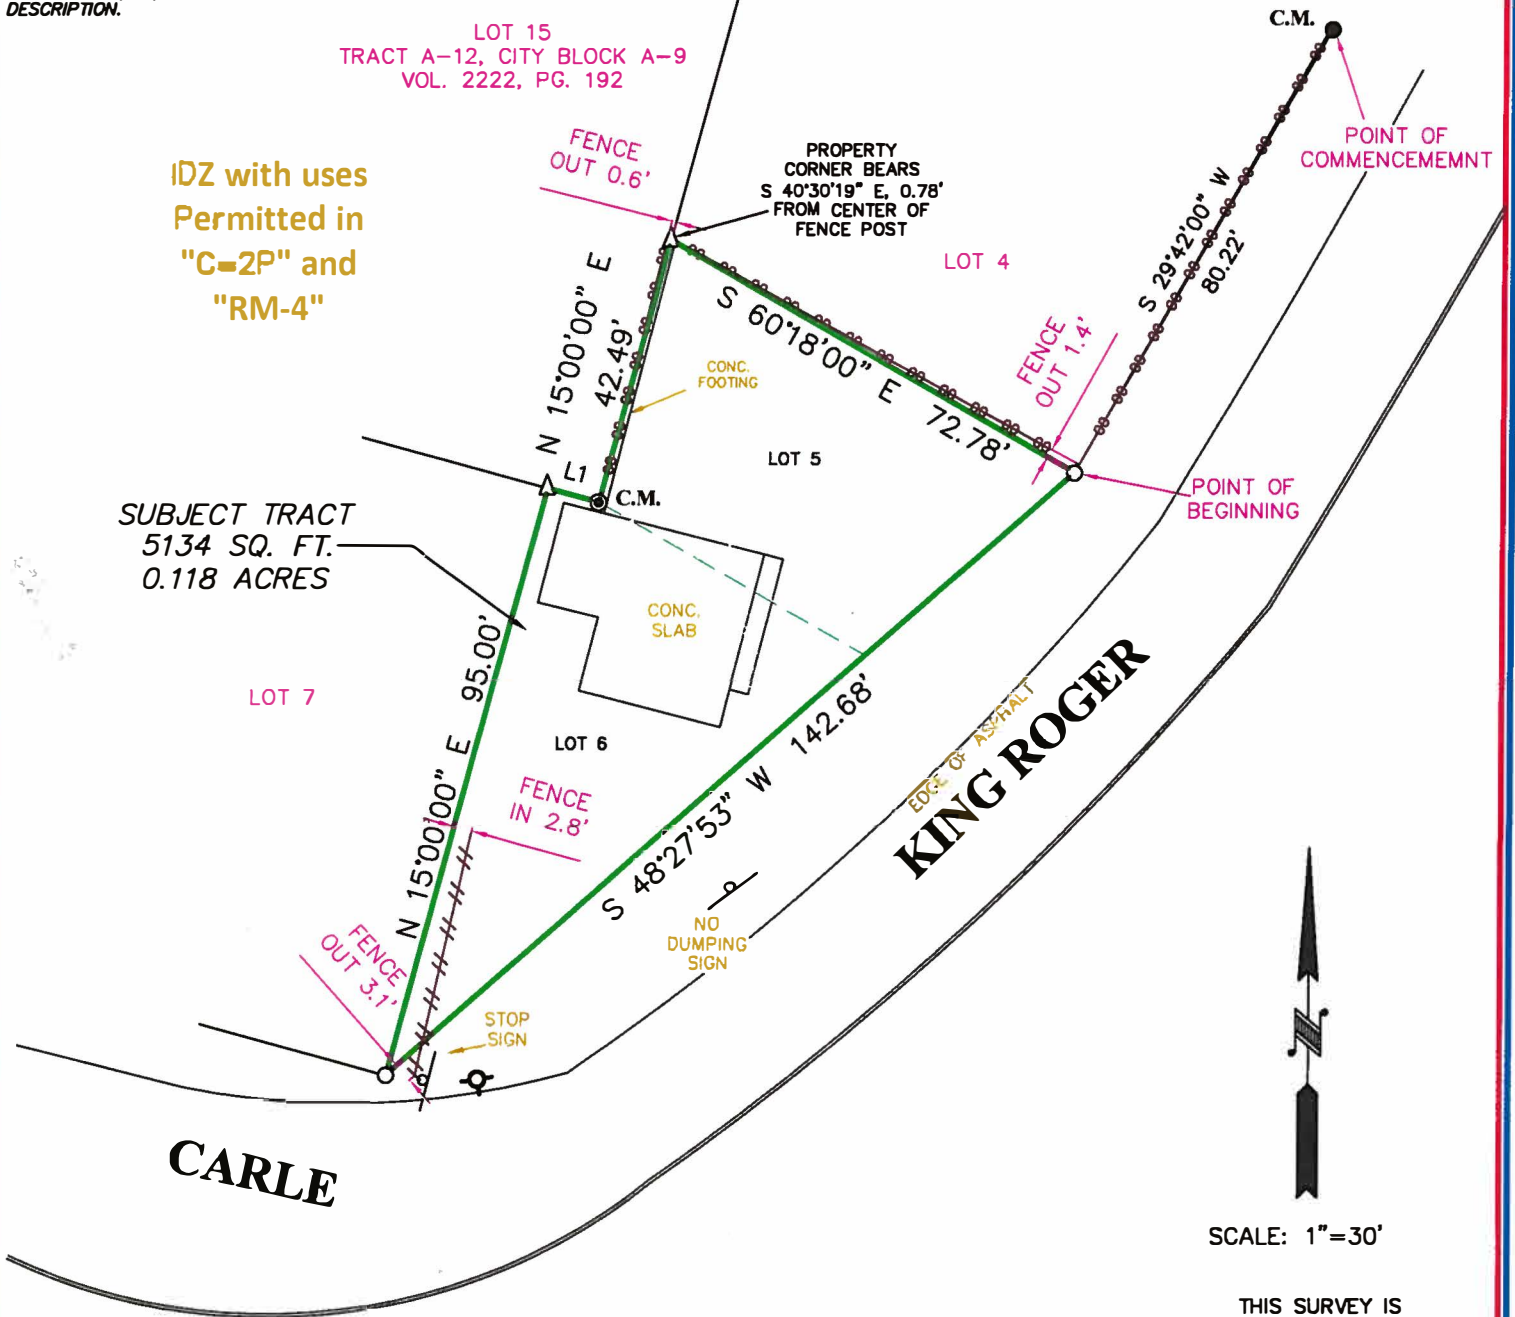 DESCRIPTION.
LOT 15
TRACT A-12, CITY BLOCK A-9
VOL. 2222, PG. 192
C.M.
POINT OF
COMMENCEMEMNT
IDZ with uses
Permitted in
"C=2P" and
"RM-4"
FENCE
OUT 0.6'
PROPERTY
CORNER BEARS
S 40°30'19" E, 0.78'
FROM CENTER OF
FENCE POST
LOT 4
S 29°42'00" W
80.22'
N 15°00'00" E
42.49'
S 60°18'00" E 72.78'
FENCE
OUT 1.4'
CONC.
FOOTING
LOT 5
L1
C.M.
POINT OF
BEGINNING
SUBJECT TRACT
5134 SQ. FT.
0.118 ACRES
CONC.
SLAB
LOT 7
N 15°00'00" E 95.00'
LOT 6
S 48°27'53" W 142.68'
FENCE
IN 2.8'
EDGE OF ASPHALT
KING ROGER
NO
DUMPING
SIGN
FENCE
OUT 3.1'
STOP
SIGN
CARLE
N
SCALE: 1"=30'
THIS SURVEY IS